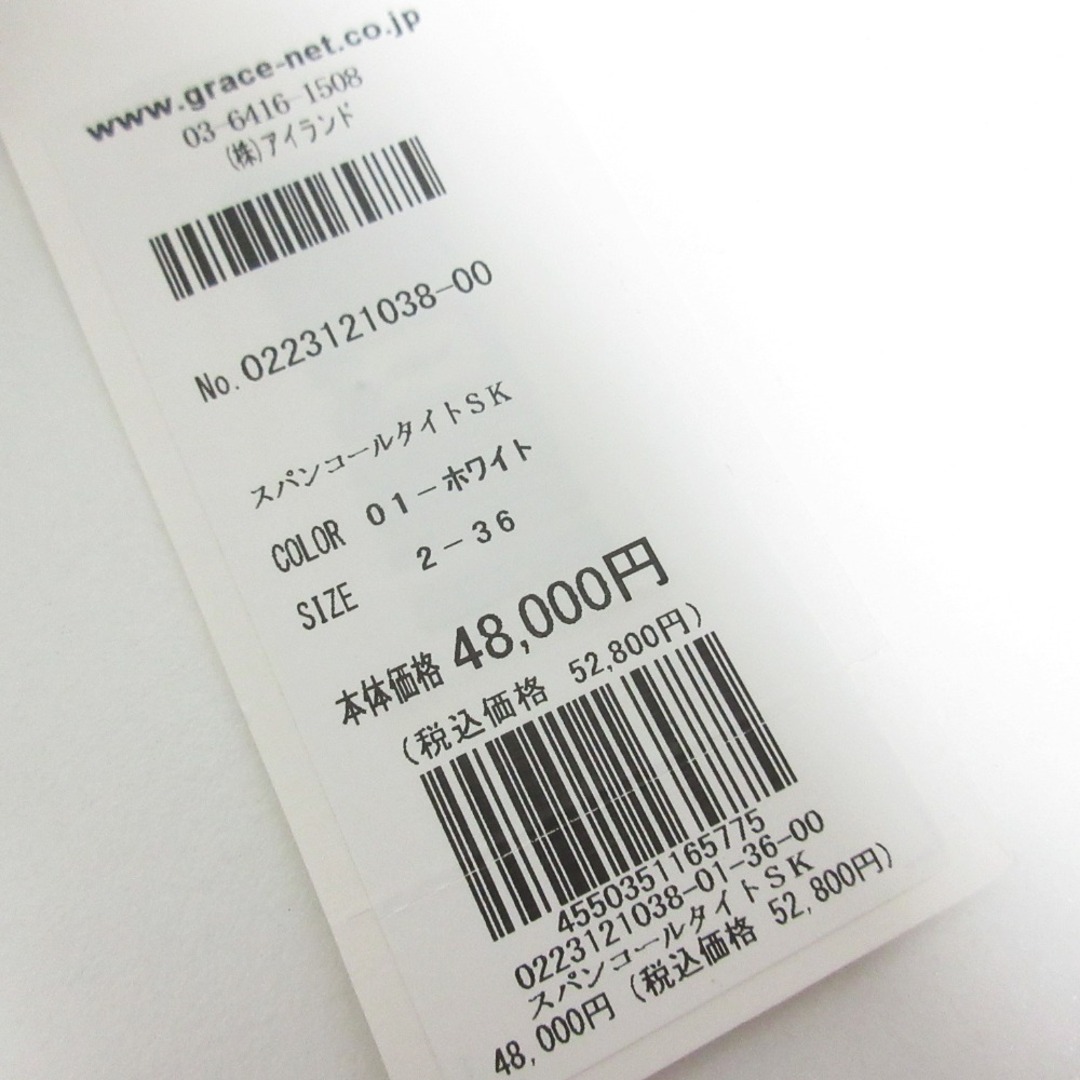 www.grace-net.co.jp
03-6416-1508
(株)アイランド
No.0223121038-00
スパンコールタイトSK
COLOR 01-ホワイト
SIZE 2-36
本体価格 48,000円
(税込価格 52,800円)
4550351165775
0223121038-01-36-00
スパンコールタイトSK
48,000円 (税込価格 52,800円)